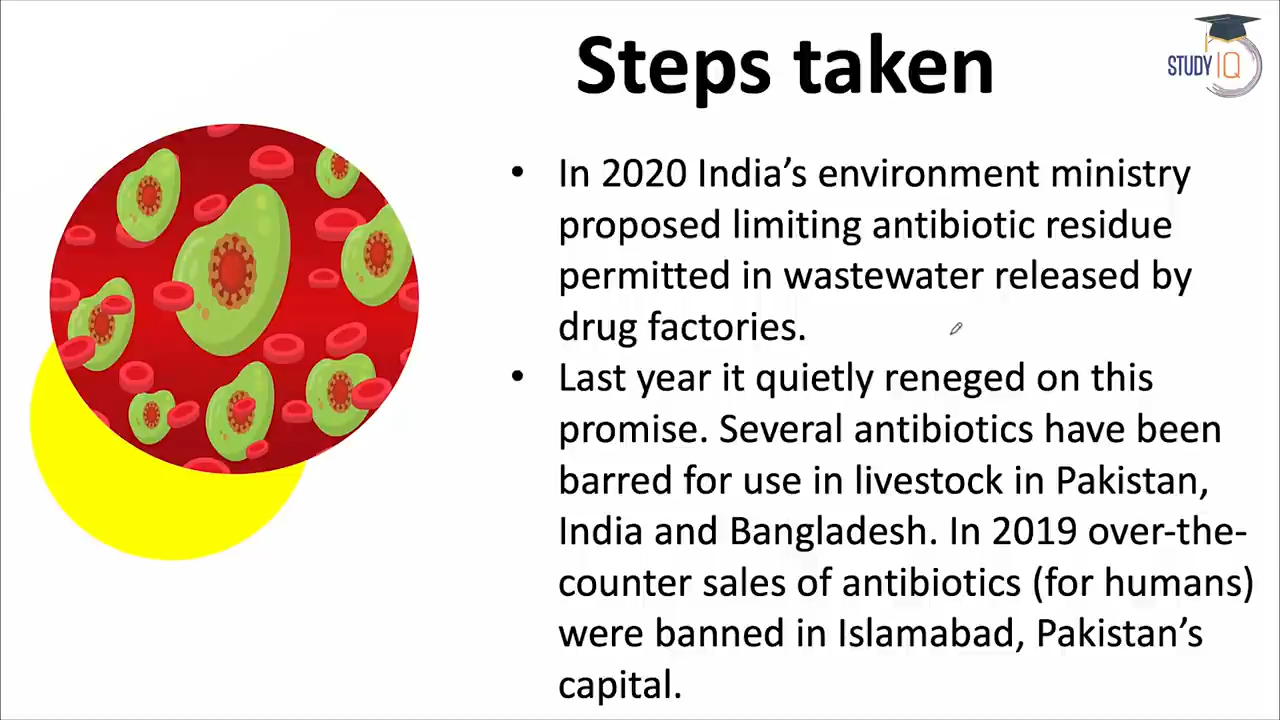 Steps taken
STUDY IQ
• In 2020 India’s environment ministry
proposed limiting antibiotic residue
permitted in wastewater released by
drug factories.
• Last year it quietly reneged on this
promise. Several antibiotics have been
barred for use in livestock in Pakistan,
India and Bangladesh. In 2019 over-the-
counter sales of antibiotics (for humans)
were banned in Islamabad, Pakistan’s
capital.